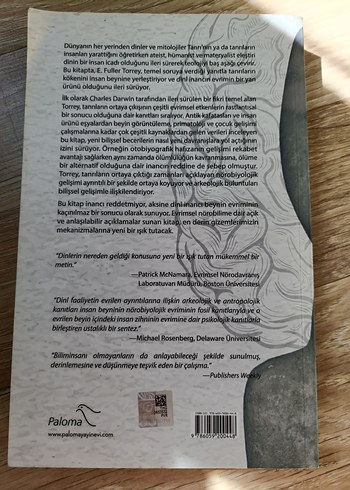 Dünyanın her yerinden dinler ve mitolojiler Tanrı'nın ya da tanrıların
insanları yarattığını öğretirken ateist, hümanist ve materyalist eleştiri
dinin bir insan icadı olduğunu ileri sürerek teolojiyi baş aşağı eder.
Bu kitapta, E. Fuller Torrey, temel soruya verdiği yanıtla tanrıların
kökenini insan beynine yerleştiriyor ve dini inancın evrimin bir yan
ürünü olduğunu ileri sürüyor.
İlk olarak Charles Darwin tarafından ileri sürülen bir fikri temel alan
Torrey, tanrıların ortaya çıkışının çeşitli evrimsel etkenlerin rastlantısal
bir sonucu olduğuna dair kanıtları sıralıyor. Antik kafatasları ve insan
ürünü eşyalardan beyin görüntüleme, primatoloji ve çocuk gelişimi
çalışmalarına kadar çok çeşitli kaynaklardan gelen verileri inceleyen
bu kitap, yeni bilişsel becerilerin nasıl yeni davranışlara yol açtığının
izini sürüyor. Örneğin otobiyografik hafızanın gelişimi rekabet
avantajı sağlarken aynı zamanda ölümlülüğün kavranmasına, ölüme
bir alternatif olduğuna dair inancın reddine de sebep olmuştur.
Torrey, tanrıların ortaya çıktığı zamanları açıklayan nörobiyolojik
gelişimi ayrıntılı bir şekilde ortaya koyuyor ve arkeolojik buluntuları
bilişsel gelişimle ilişkilendiriyor.
Bu kitap inancı reddetmiyor, aksine dini inancı beynin evriminin
kaçınılmaz bir sonucu olarak sunuyor. Evrimsel nörobilime dair açık
ve anlaşılabilir açıklamalar sunan kitap, en derin gizemlerimizin
mekanizmalarına yeni bir ışık tutacak.
"Dinlerin nereden geldiği konusuna yeni bir ışık tutan mükemmel bir
metin."
—Patrick McNamara, Evrimsel Nörodavranış
Laboratuvarı Müdürü, Boston Üniversitesi
"Dinî faaliyetin evrilen ayrıntılarına ilişkin arkeolojik ve antropolojik
kanıtları insan beyninin nörobiyolojik evriminin fosil kanıtlarıyla ve o
evrilen beyin içindeki insan zihninin evrimine dair psikolojik kanıtlarla
birleştiren ustalıklı bir sentez."
—Michael Rosenberg, Delaware Üniversitesi
"Biliminsanı olmayanların da anlayabileceği şekilde sunulmuş,
derinlemesine ve düşünmeye teşvik eden bir çalışma."
—Publishers Weekly
Paloma
www.palomayayinevi.com
9 786059 200448